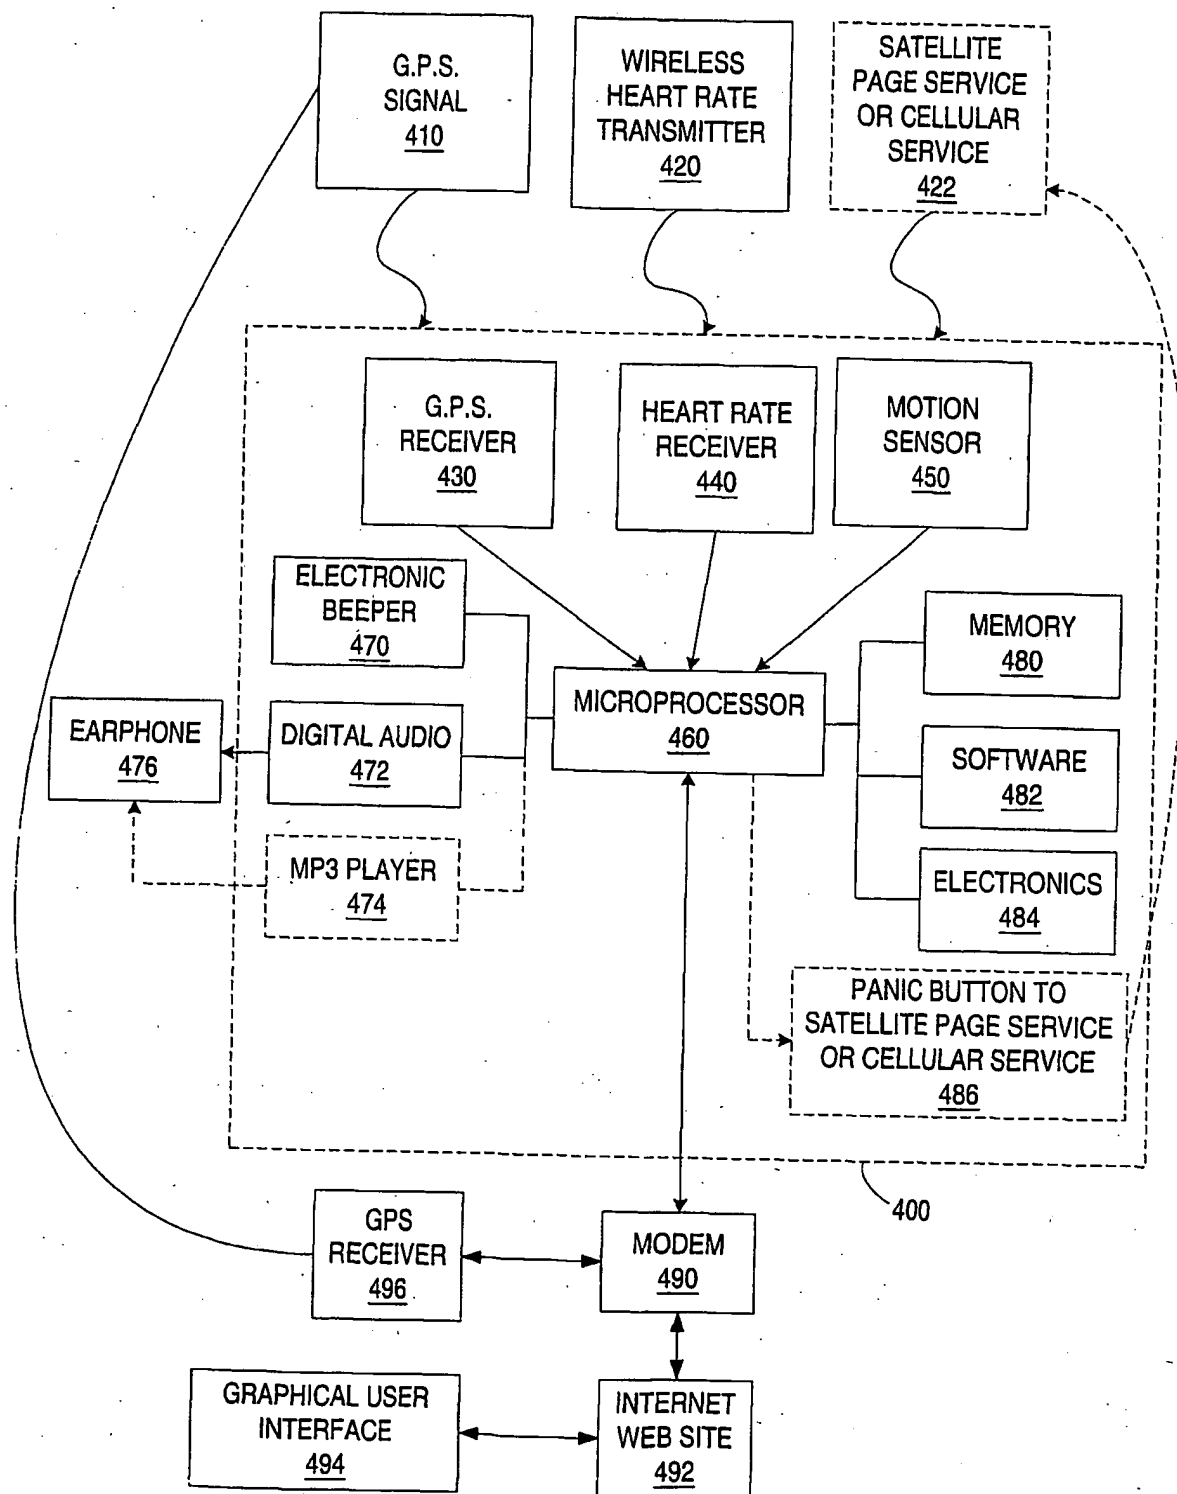 G.P.S.
SIGNAL
410
WIRELESS
HEART RATE
TRANSMITTER
420
SATELLITE
PAGE SERVICE
OR CELLULAR
SERVICE
422
G.P.S.
RECEIVER
430
HEART RATE
RECEIVER
440
MOTION
SENSOR
450
ELECTRONIC
BEEPER
470
MEMORY
480
MICROPROCESSOR
460
EARPHONE
476
DIGITAL AUDIO
472
SOFTWARE
482
MP3 PLAYER
474
ELECTRONICS
484
PANIC BUTTON TO
SATELLITE PAGE SERVICE
OR CELLULAR SERVICE
486
400
GPS
RECEIVER
496
MODEM
490
GRAPHICAL USER
INTERFACE
494
INTERNET
WEB SITE
492